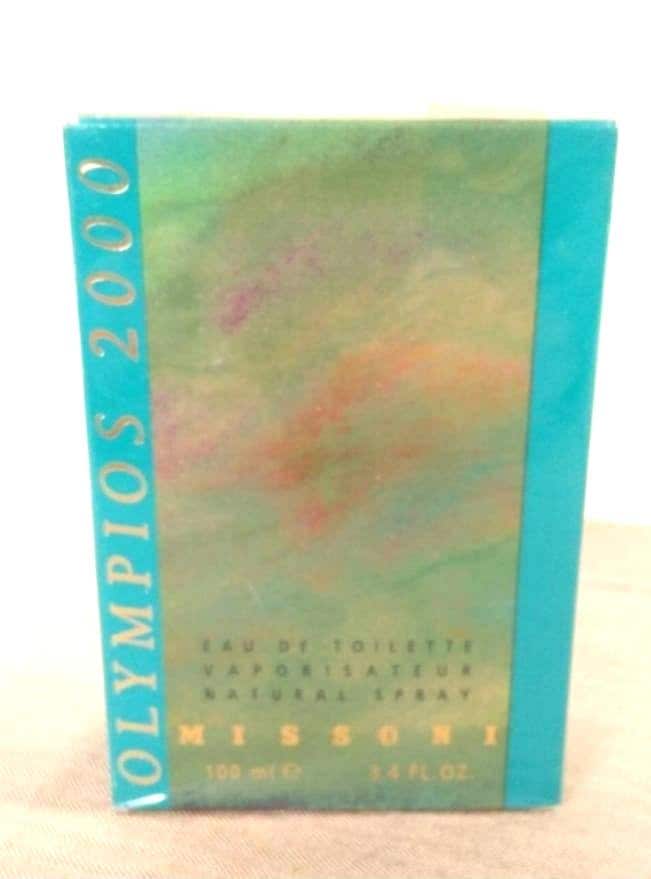 OLYMPIOS 2000
EAU DE TOILETTE
VAPORISATEUR
NATURAL SPRAY
MISSONI
100 ml ℮ 3.4 FL.OZ.